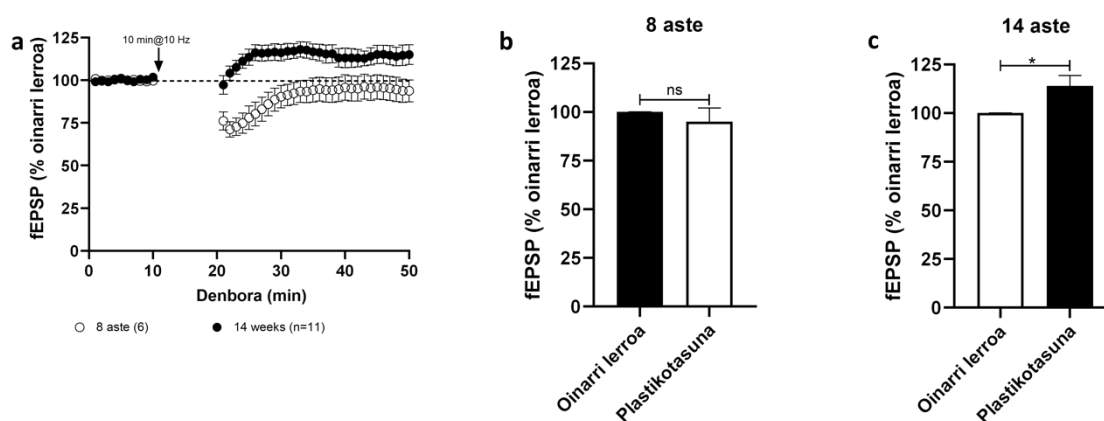 a
fEPSP (% oinarri lerroa)
125
100
75
50
25
0
10 min@10 Hz
0 10 20 30 40 50
Denbora (min)
8 aste (6) 14 weeks (n=11)
b
8 aste
fEPSP (% oinarri lerroa)
125
100
75
50
25
0
ns
Oinarri lerroa
Plastikotasuna
c
14 aste
fEPSP (% oinarri lerroa)
125
100
75
50
25
0
*
Oinarri lerroa
Plastikotasuna